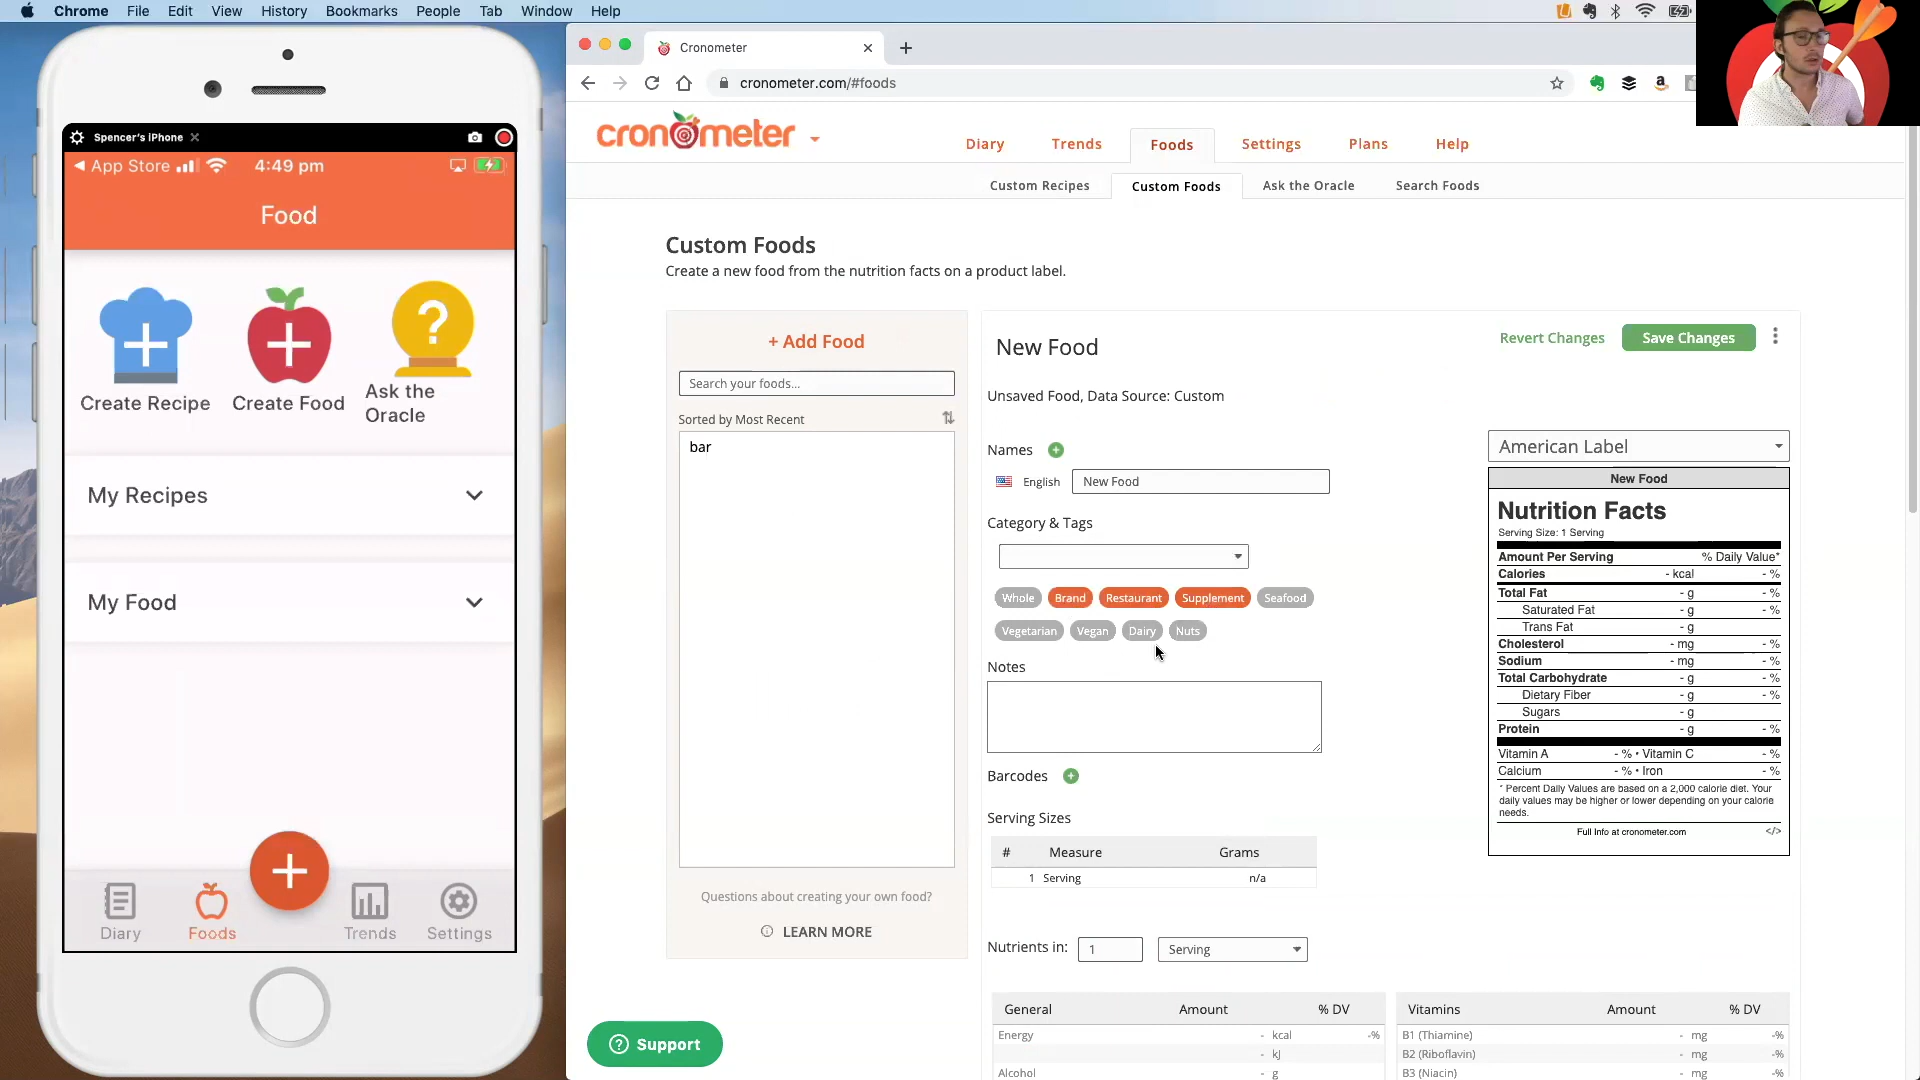 Chrome File Edit View History Bookmarks People Tab Window Help
Spencer's iPhone
App Store 4:49 pm
Food
Create Recipe Create Food Ask the Oracle
My Recipes
My Food
Diary Foods Trends Settings
Cronometer
cronometer.com/#foods
cronometer
Diary Trends Foods Settings Plans Help
Custom Recipes Custom Foods Ask the Oracle Search Foods
Custom Foods
Create a new food from the nutrition facts on a product label.
+ Add Food
Search your foods...
Sorted by Most Recent
bar
Questions about creating your own food?
LEARN MORE
Support
New Food
Revert Changes Save Changes
Unsaved Food, Data Source: Custom
Names
English New Food
Category & Tags
Whole Brand Restaurant Supplement Seafood
Vegetarian Vegan Dairy Nuts
Notes
Barcodes
Serving Sizes
# Measure Grams
1 Serving n/a
Nutrients in: 1 Serving
General Amount % DV
Energy - kcal -%
- kJ
Alcohol - g
Vitamins Amount % DV
B1 (Thiamine) - mg -%
B2 (Riboflavin) - mg -%
B3 (Niacin) - mg -%
American Label
New Food
Nutrition Facts
Serving Size: 1 Serving
Amount Per Serving % Daily Value*
Calories - kcal - %
Total Fat - g - %
Saturated Fat - g - %
Trans Fat - g
Cholesterol - mg - %
Sodium - mg - %
Total Carbohydrate - g - %
Dietary Fiber - g - %
Sugars - g
Protein - g - %
Vitamin A - % • Vitamin C - %
Calcium - % • Iron - %
* Percent Daily Values are based on a 2,000 calorie diet. Your
daily values may be higher or lower depending on your calorie
needs.
Full Info at cronometer.com </>